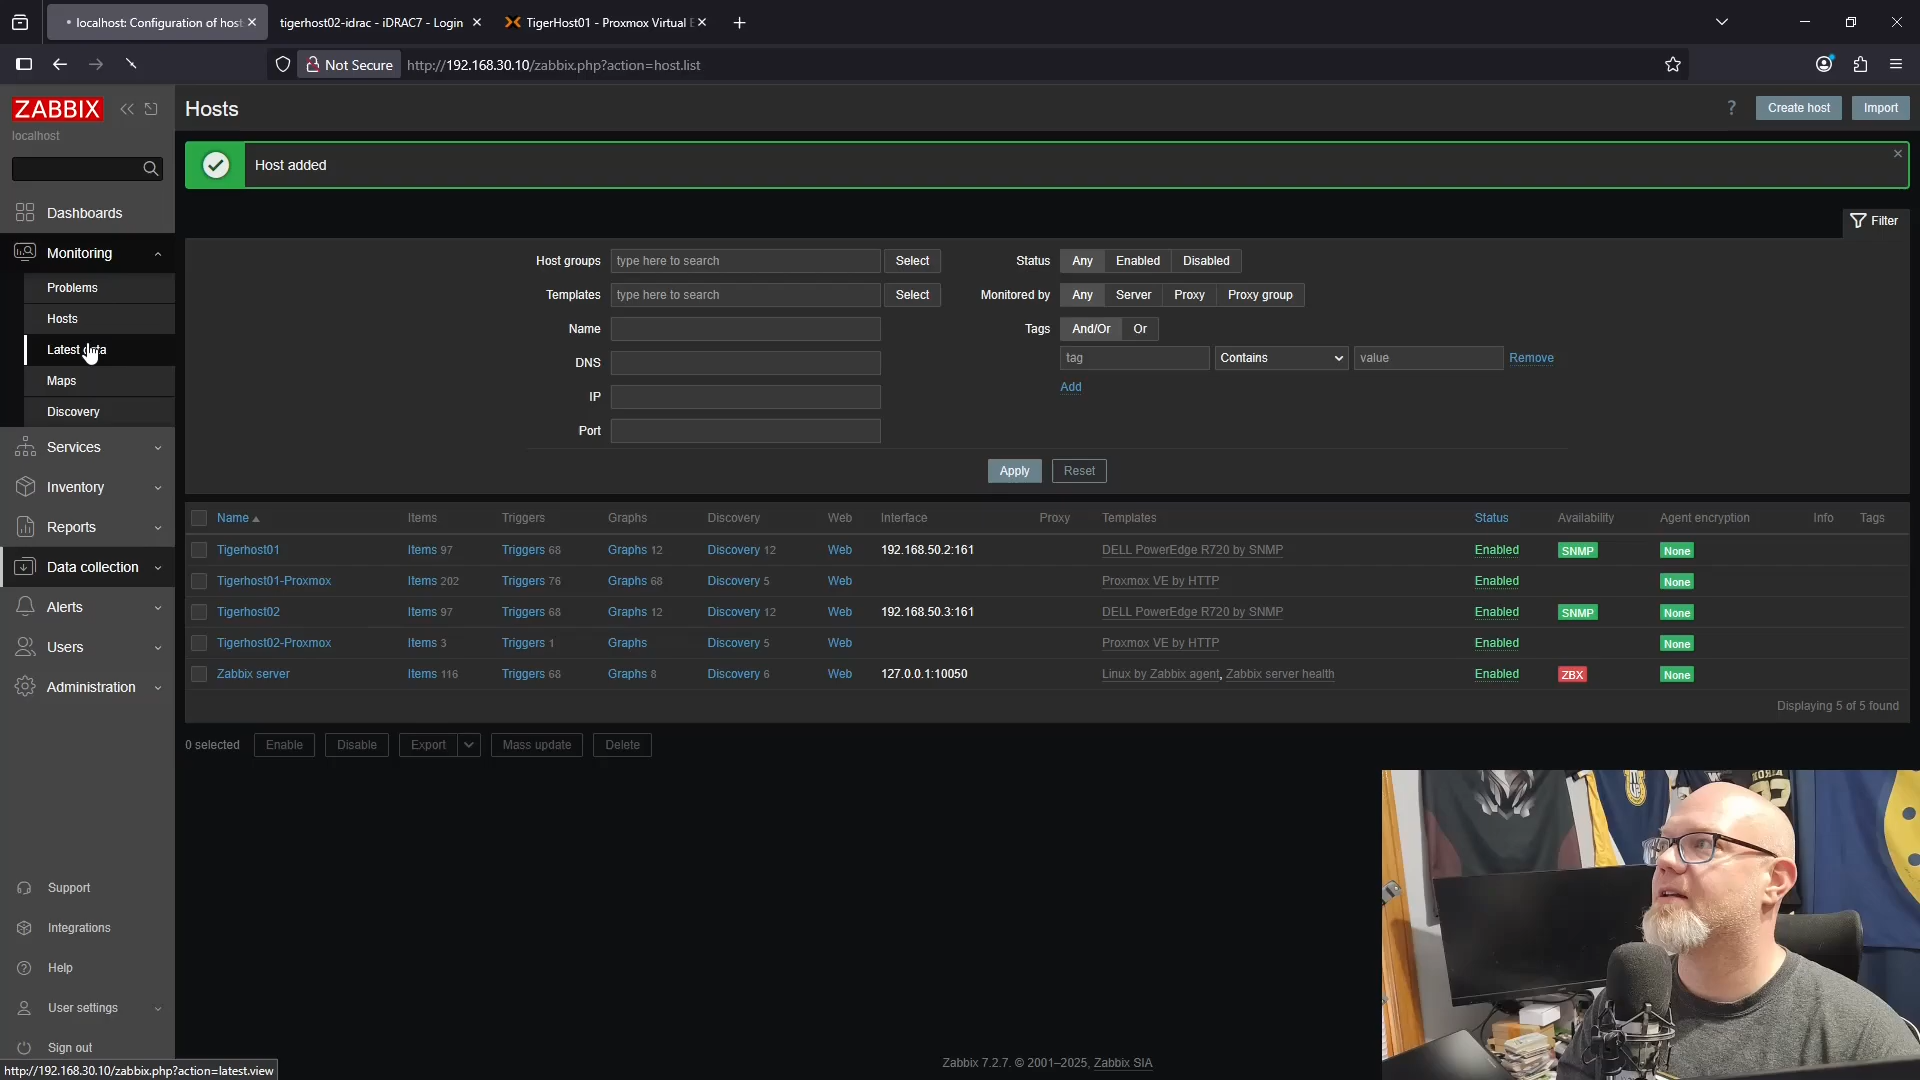 localhost: Configuration of host
tigerhost02-idrac - iDRAC7 - Login
TigerHost01 - Proxmox Virtual E
Not Secure
http://192.168.30.10/zabbix.php?action=host.list
ZABBIX
localhost
Dashboards
Monitoring
Problems
Hosts
Latest data
Maps
Discovery
Services
Inventory
Reports
Data collection
Alerts
Users
Administration
Support
Integrations
Help
User settings
Sign out
http://192.168.30.10/zabbix.php?action=latest.view
Hosts
? Create host Import
Host added
Filter
Host groups type here to search Select
Templates type here to search Select
Name
DNS
IP
Port
Status Any Enabled Disabled
Monitored by Any Server Proxy Proxy group
Tags And/Or Or
tag Contains value Remove
Add
Apply Reset
Name Items Triggers Graphs Discovery Web Interface Proxy Templates Status Availability Agent encryption Info Tags
Tigerhost01 Items 97 Triggers 68 Graphs 12 Discovery 12 Web 192.168.50.2:161 DELL PowerEdge R720 by SNMP Enabled SNMP None
Tigerhost01-Proxmox Items 202 Triggers 76 Graphs 68 Discovery 5 Web Proxmox VE by HTTP Enabled None
Tigerhost02 Items 97 Triggers 68 Graphs 12 Discovery 12 Web 192.168.50.3:161 DELL PowerEdge R720 by SNMP Enabled SNMP None
Tigerhost02-Proxmox Items 3 Triggers 1 Graphs Discovery 5 Web Proxmox VE by HTTP Enabled None
Zabbix server Items 116 Triggers 68 Graphs 8 Discovery 6 Web 127.0.0.1:10050 Linux by Zabbix agent, Zabbix server health Enabled ZBX None
Displaying 5 of 5 found
0 selected Enable Disable Export Mass update Delete
Zabbix 7.2.7. © 2001–2025, Zabbix SIA